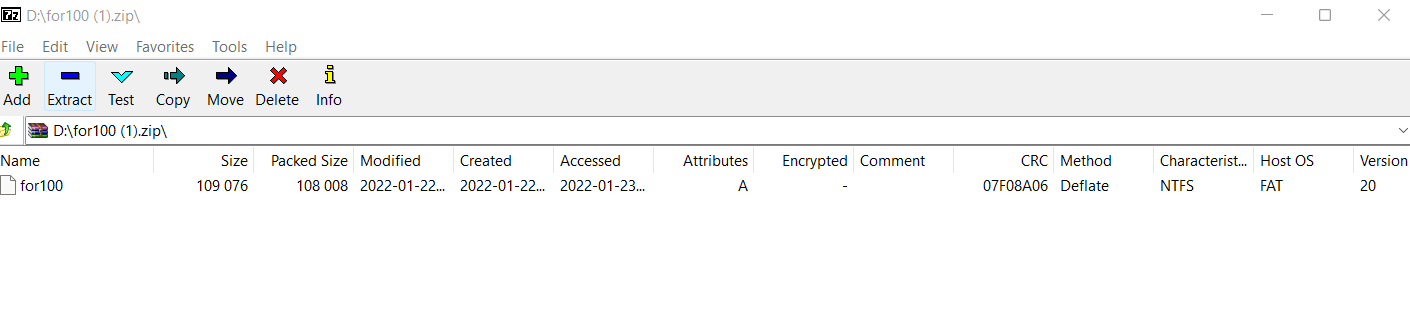 D:\for100 (1).zip\
File Edit View Favorites Tools Help
Add Extract Test Copy Move Delete Info
D:\for100 (1).zip\
Name Size Packed Size Modified Created Accessed Attributes Encrypted Comment CRC Method Characterist... Host OS Version
for100 109 076 108 008 2022-01-22... 2022-01-22... 2022-01-23... A - 07F08A06 Deflate NTFS FAT 20